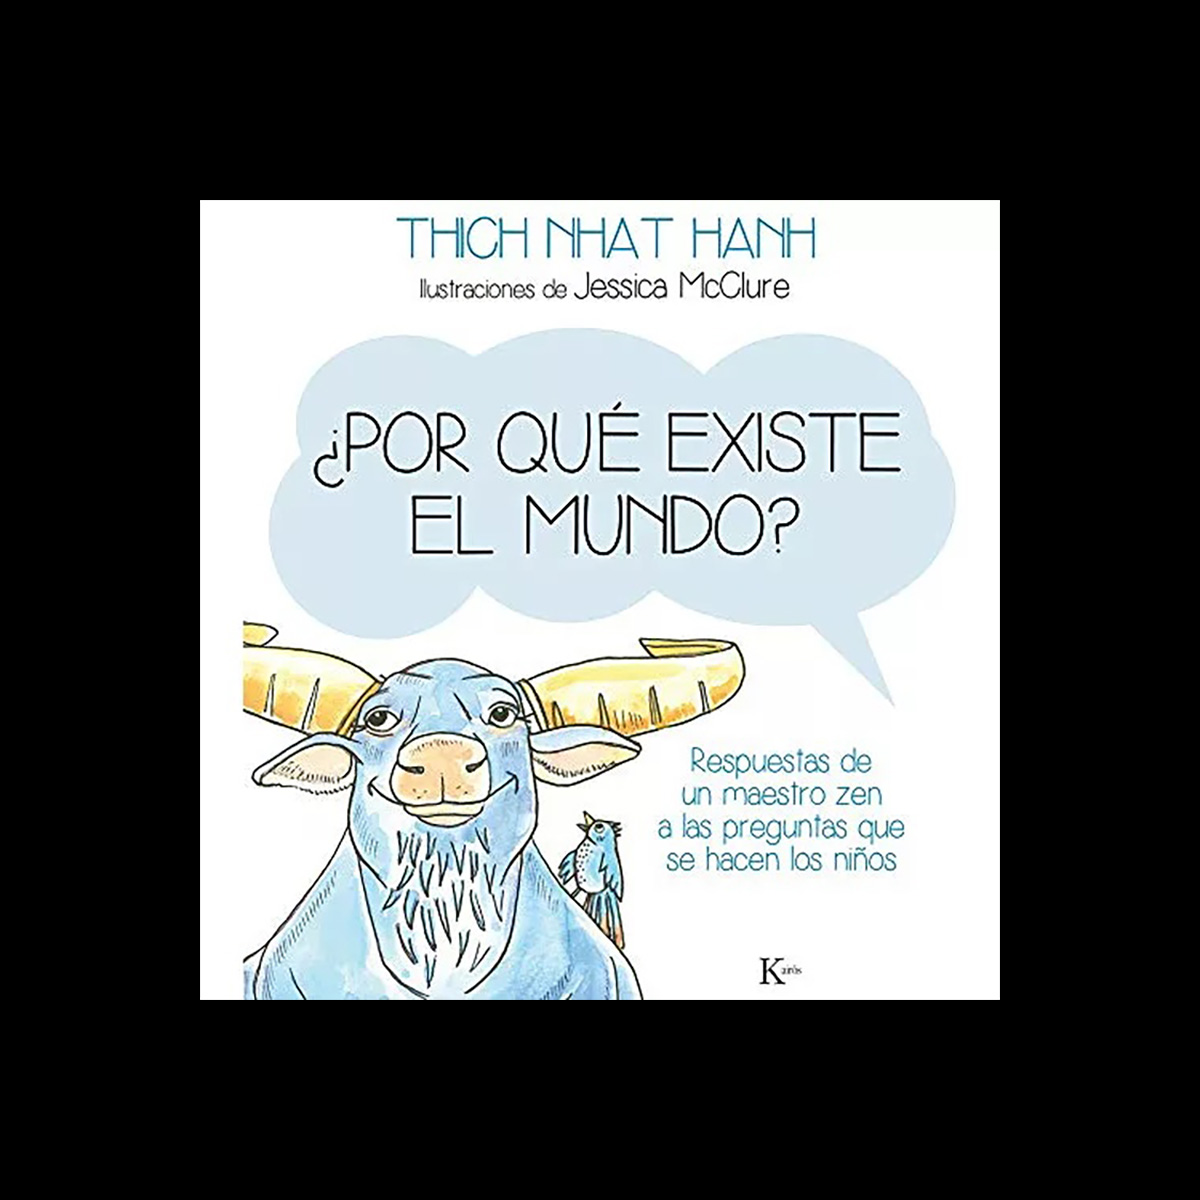 THICH NHAT HANH
Ilustraciones de Jessica McClure
¿POR QUÉ EXISTE
EL MUNDO?
Respuestas de
un maestro zen
a las preguntas que
se hacen los niños
Kairós